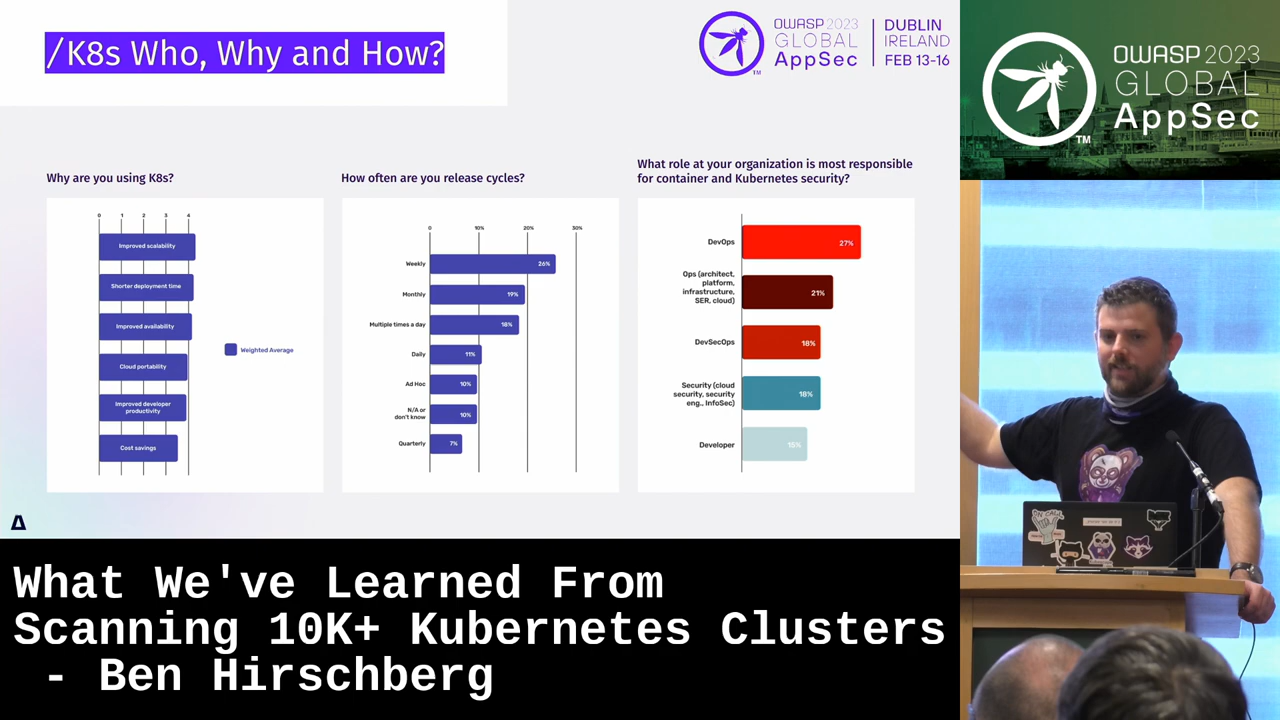 /K8s Who, Why and How?
OWASP 2023
GLOBAL
AppSec
TM
DUBLIN
IRELAND
FEB 13-16
Why are you using K8s?
0 1 2 3 4
Improved scalability
Shorter deployment time
Improved availability
Cloud portability
Improved developer
productivity
Cost savings
Weighted Average
How often are you release cycles?
0 10% 20% 30%
Weekly 26%
Monthly 19%
Multiple times a day 18%
Daily 11%
Ad Hoc 10%
N/A or
don't know 10%
Quarterly 7%
What role at your organization is most responsible
for container and Kubernetes security?
DevOps 27%
Ops (architect,
platform,
infrastructure,
SER, cloud) 21%
DevSecOps 18%
Security (cloud
security, security
eng., InfoSec) 18%
Developer 15%
OWASP 2023
GLOBAL
AppSec
TM
ON CALL
What We've Learned From
Scanning 10K+ Kubernetes Clusters
- Ben Hirschberg